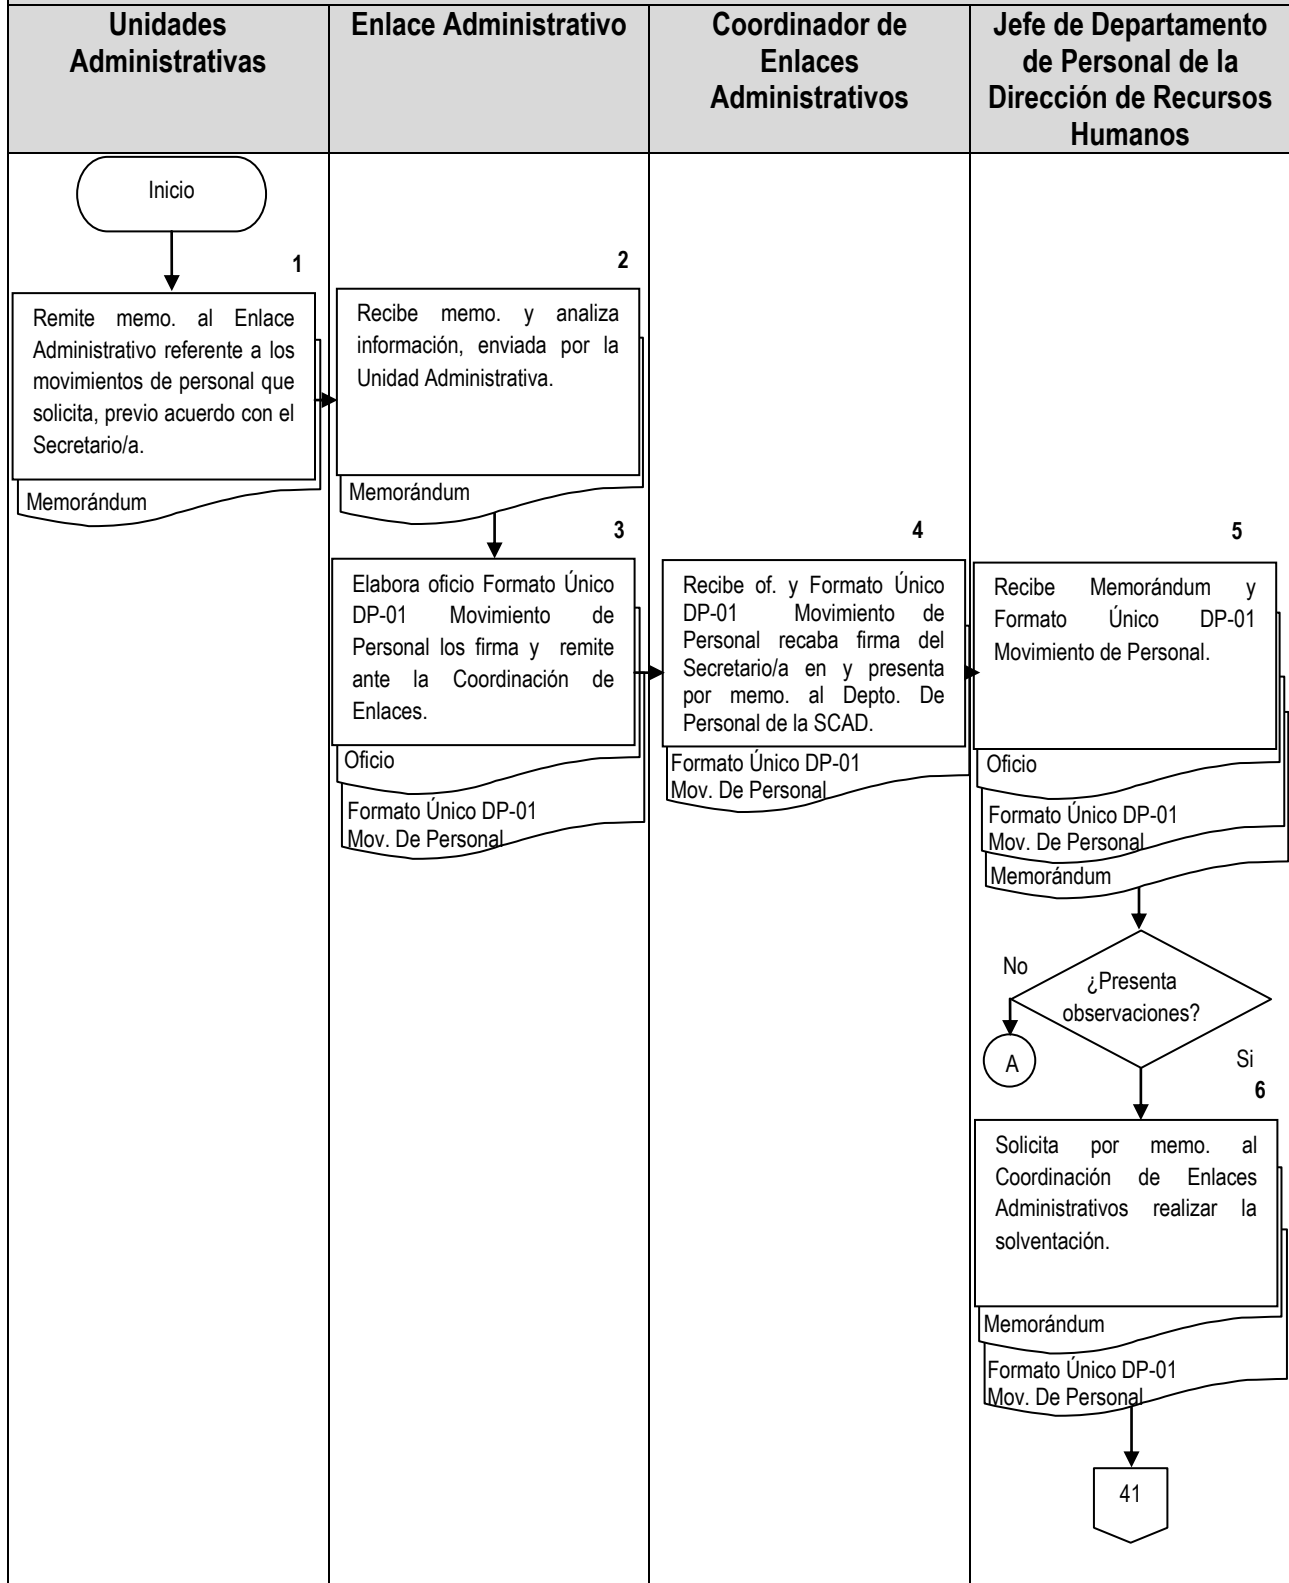 Unidades
Administrativas
Enlace Administrativo
Coordinador de
Enlaces
Administrativos
Jefe de Departamento
de Personal de la
Dirección de Recursos
Humanos
Inicio
1
Remite memo. al Enlace
Administrativo referente a los
movimientos de personal que
solicita, previo acuerdo con el
Secretario/a.
Memorándum
2
Recibe memo. y analiza
información, enviada por la
Unidad Administrativa.
Memorándum
3
Elabora oficio Formato Único
DP-01 Movimiento de
Personal los firma y remite
ante la Coordinación de
Enlaces.
Oficio
Formato Único DP-01
Mov. De Personal
4
Recibe of. y Formato Único
DP-01 Movimiento de
Personal recaba firma del
Secretario/a en y presenta
por memo. al Depto. De
Personal de la SCAD.
Formato Único DP-01
Mov. De Personal
5
Recibe Memorándum y
Formato Único DP-01
Movimiento de Personal.
Oficio
Formato Único DP-01
Mov. De Personal
Memorándum
No
¿Presenta
observaciones?
A
Si
6
Solicita por memo. al
Coordinación de Enlaces
Administrativos realizar la
solventación.
Memorándum
Formato Único DP-01
Mov. De Personal
41